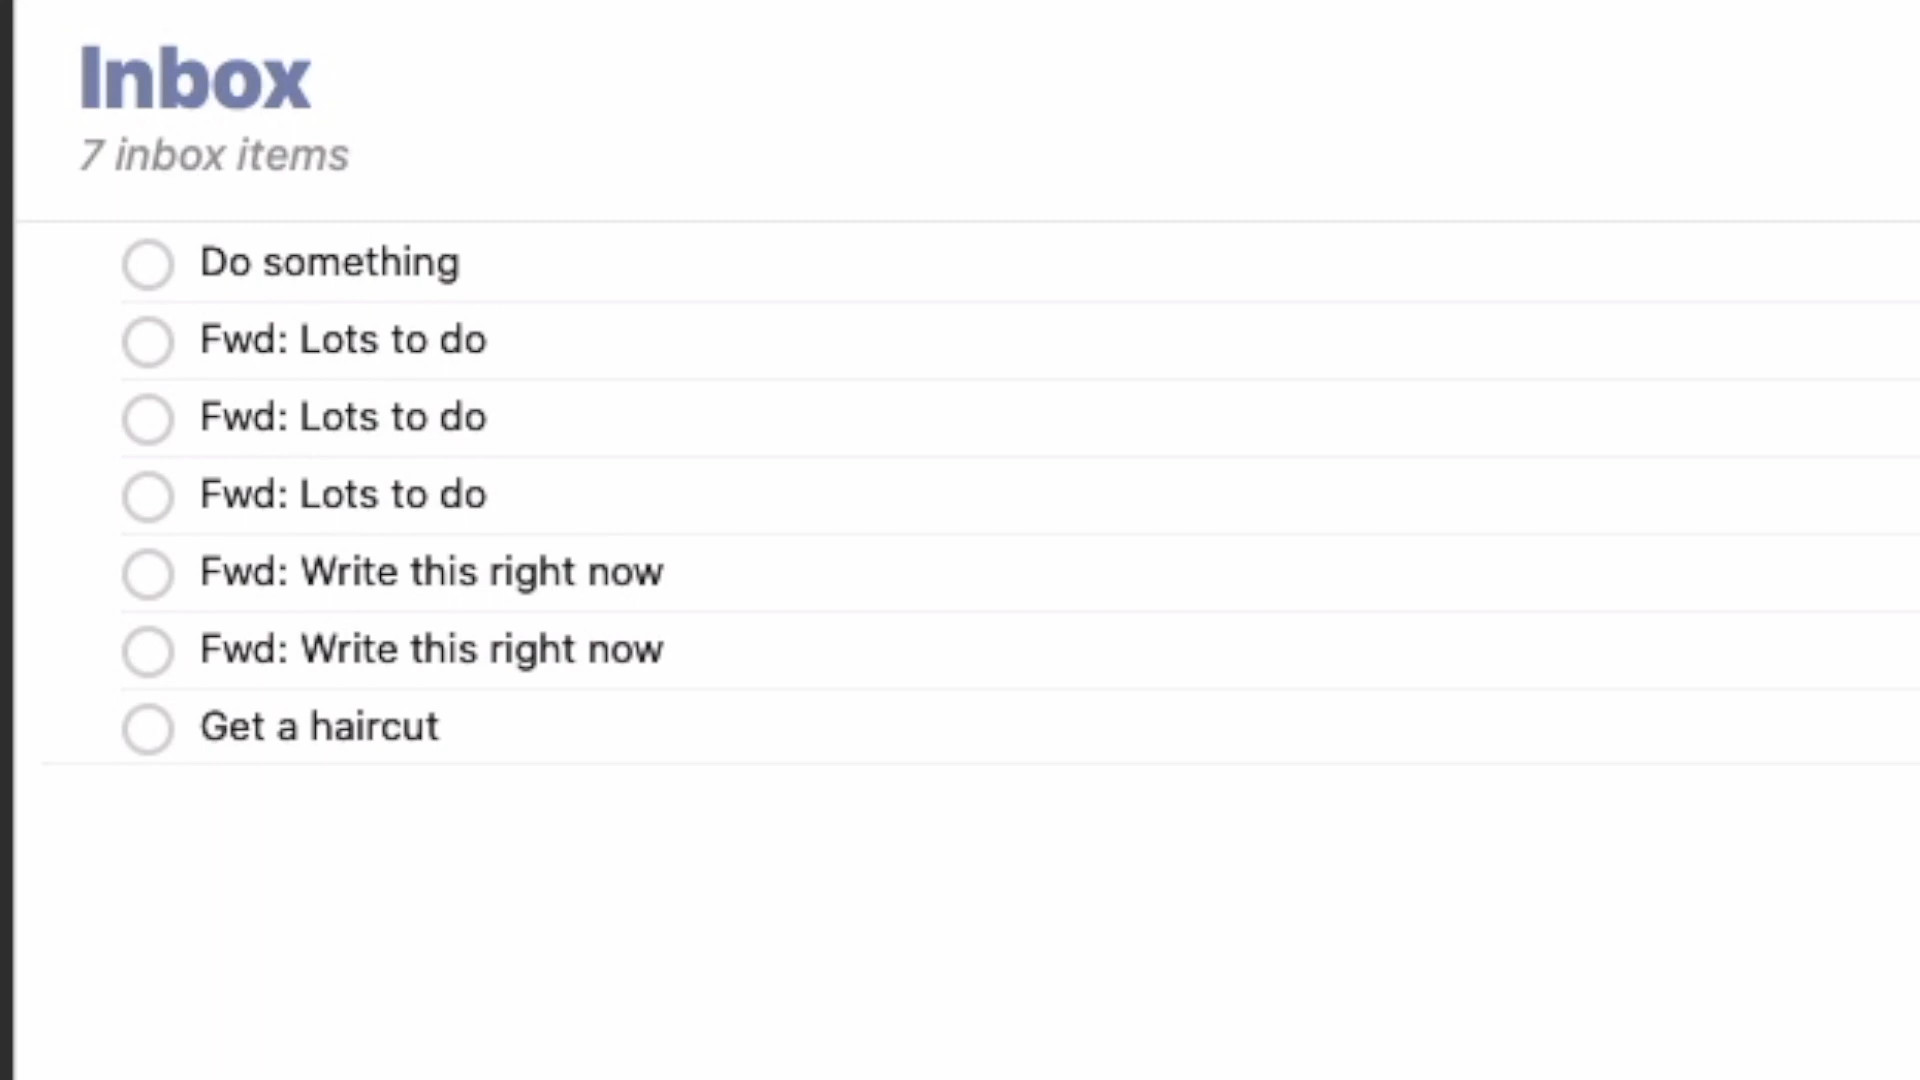 Inbox
7 inbox items
Do something
Fwd: Lots to do
Fwd: Lots to do
Fwd: Lots to do
Fwd: Write this right now
Fwd: Write this right now
Get a haircut